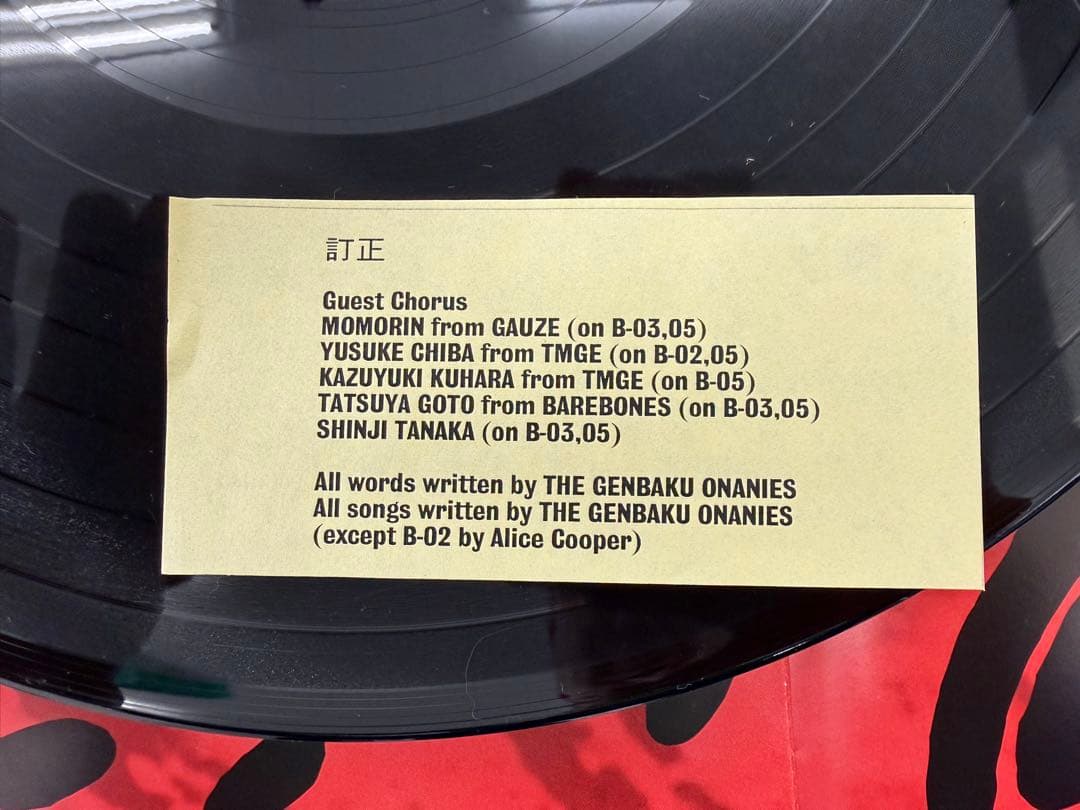 訂正
Guest Chorus
MOMORIN from GAUZE (on B-03,05)
YUSUKE CHIBA from TMGE (on B-02,05)
KAZUYUKI KUHARA from TMGE (on B-05)
TATSUYA GOTO from BAREBONES (on B-03,05)
SHINJI TANAKA (on B-03,05)
All words written by THE GENBAKU ONANIES
All songs written by THE GENBAKU ONANIES
(except B-02 by Alice Cooper)